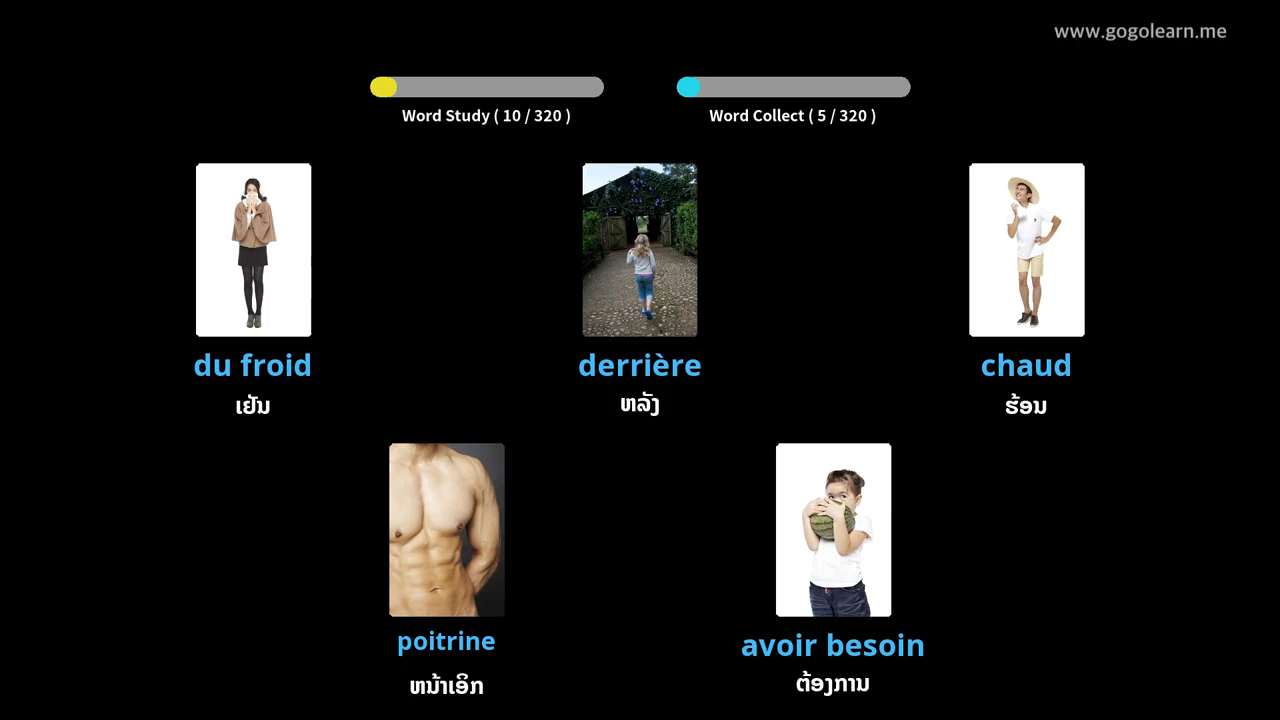 www.gogolearn.me
Word Study ( 10 / 320 )
Word Collect ( 5 / 320 )
du froid
ເຢັນ
derrière
ຫລັງ
chaud
ຮ້ອນ
poitrine
ຫນ້າເອິກ
avoir besoin
ຕ້ອງການ